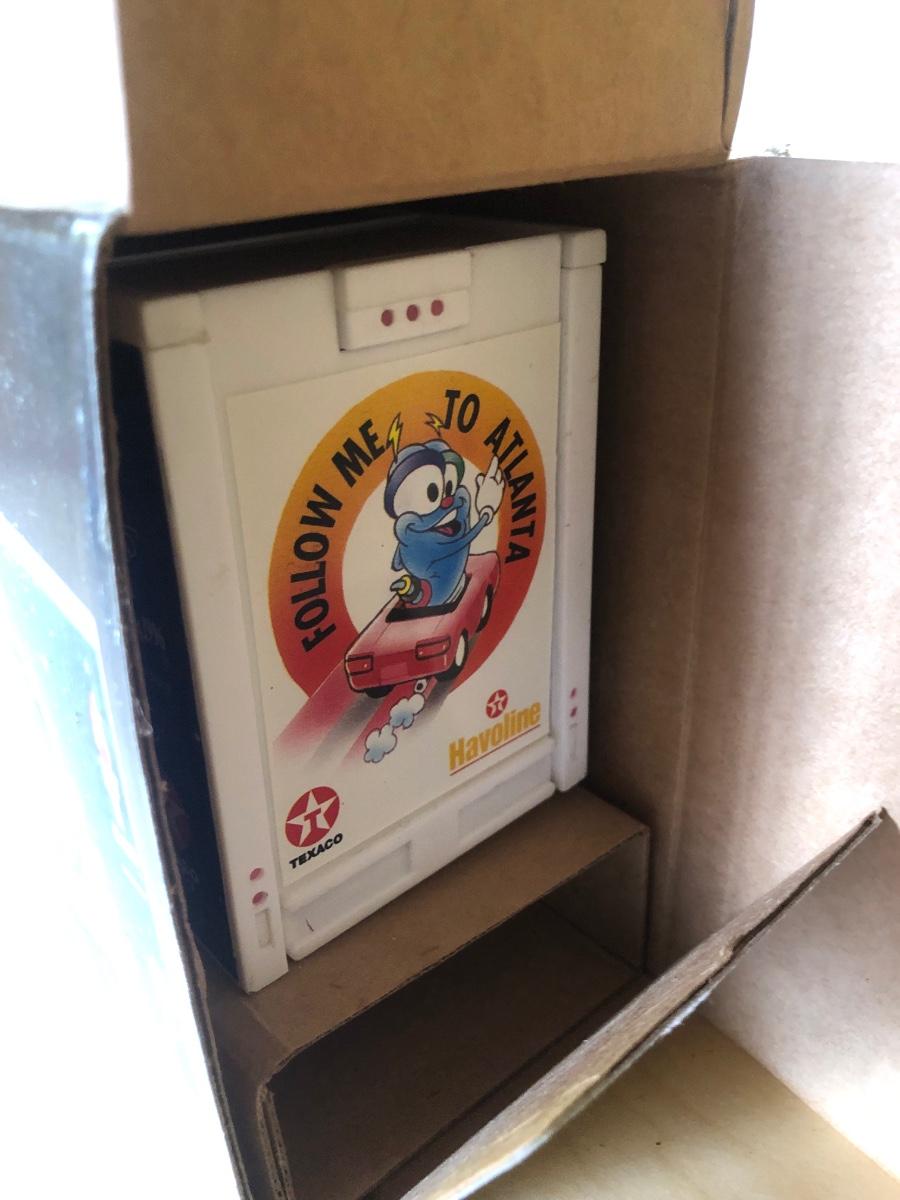 FOLLOW ME TO ATLANTA
T
Havoline
T
TEXACO